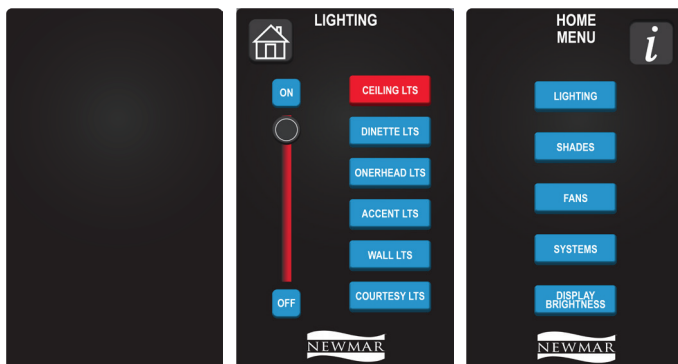 LIGHTING
ON
CEILING LTS
DINETTE LTS
ONERHEAD LTS
ACCENT LTS
WALL LTS
OFF
COURTESY LTS
NEWMAR
HOME
MENU
i
LIGHTING
SHADES
FANS
SYSTEMS
DISPLAY
BRIGHTNESS
NEWMAR